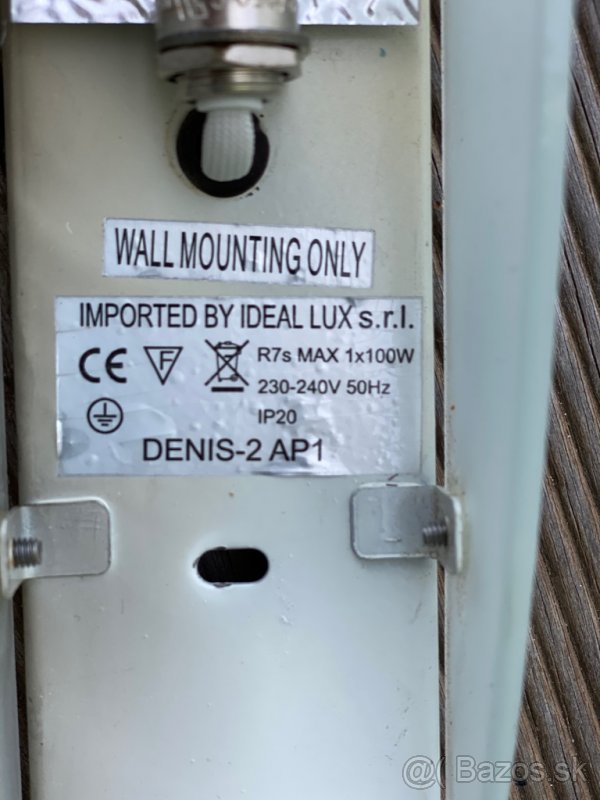 WALL MOUNTING ONLY
IMPORTED BY IDEAL LUX s.r.l.
CE F R7s MAX 1x100W
230-240V 50Hz
IP20
DENIS-2 AP1
Bazos.sk